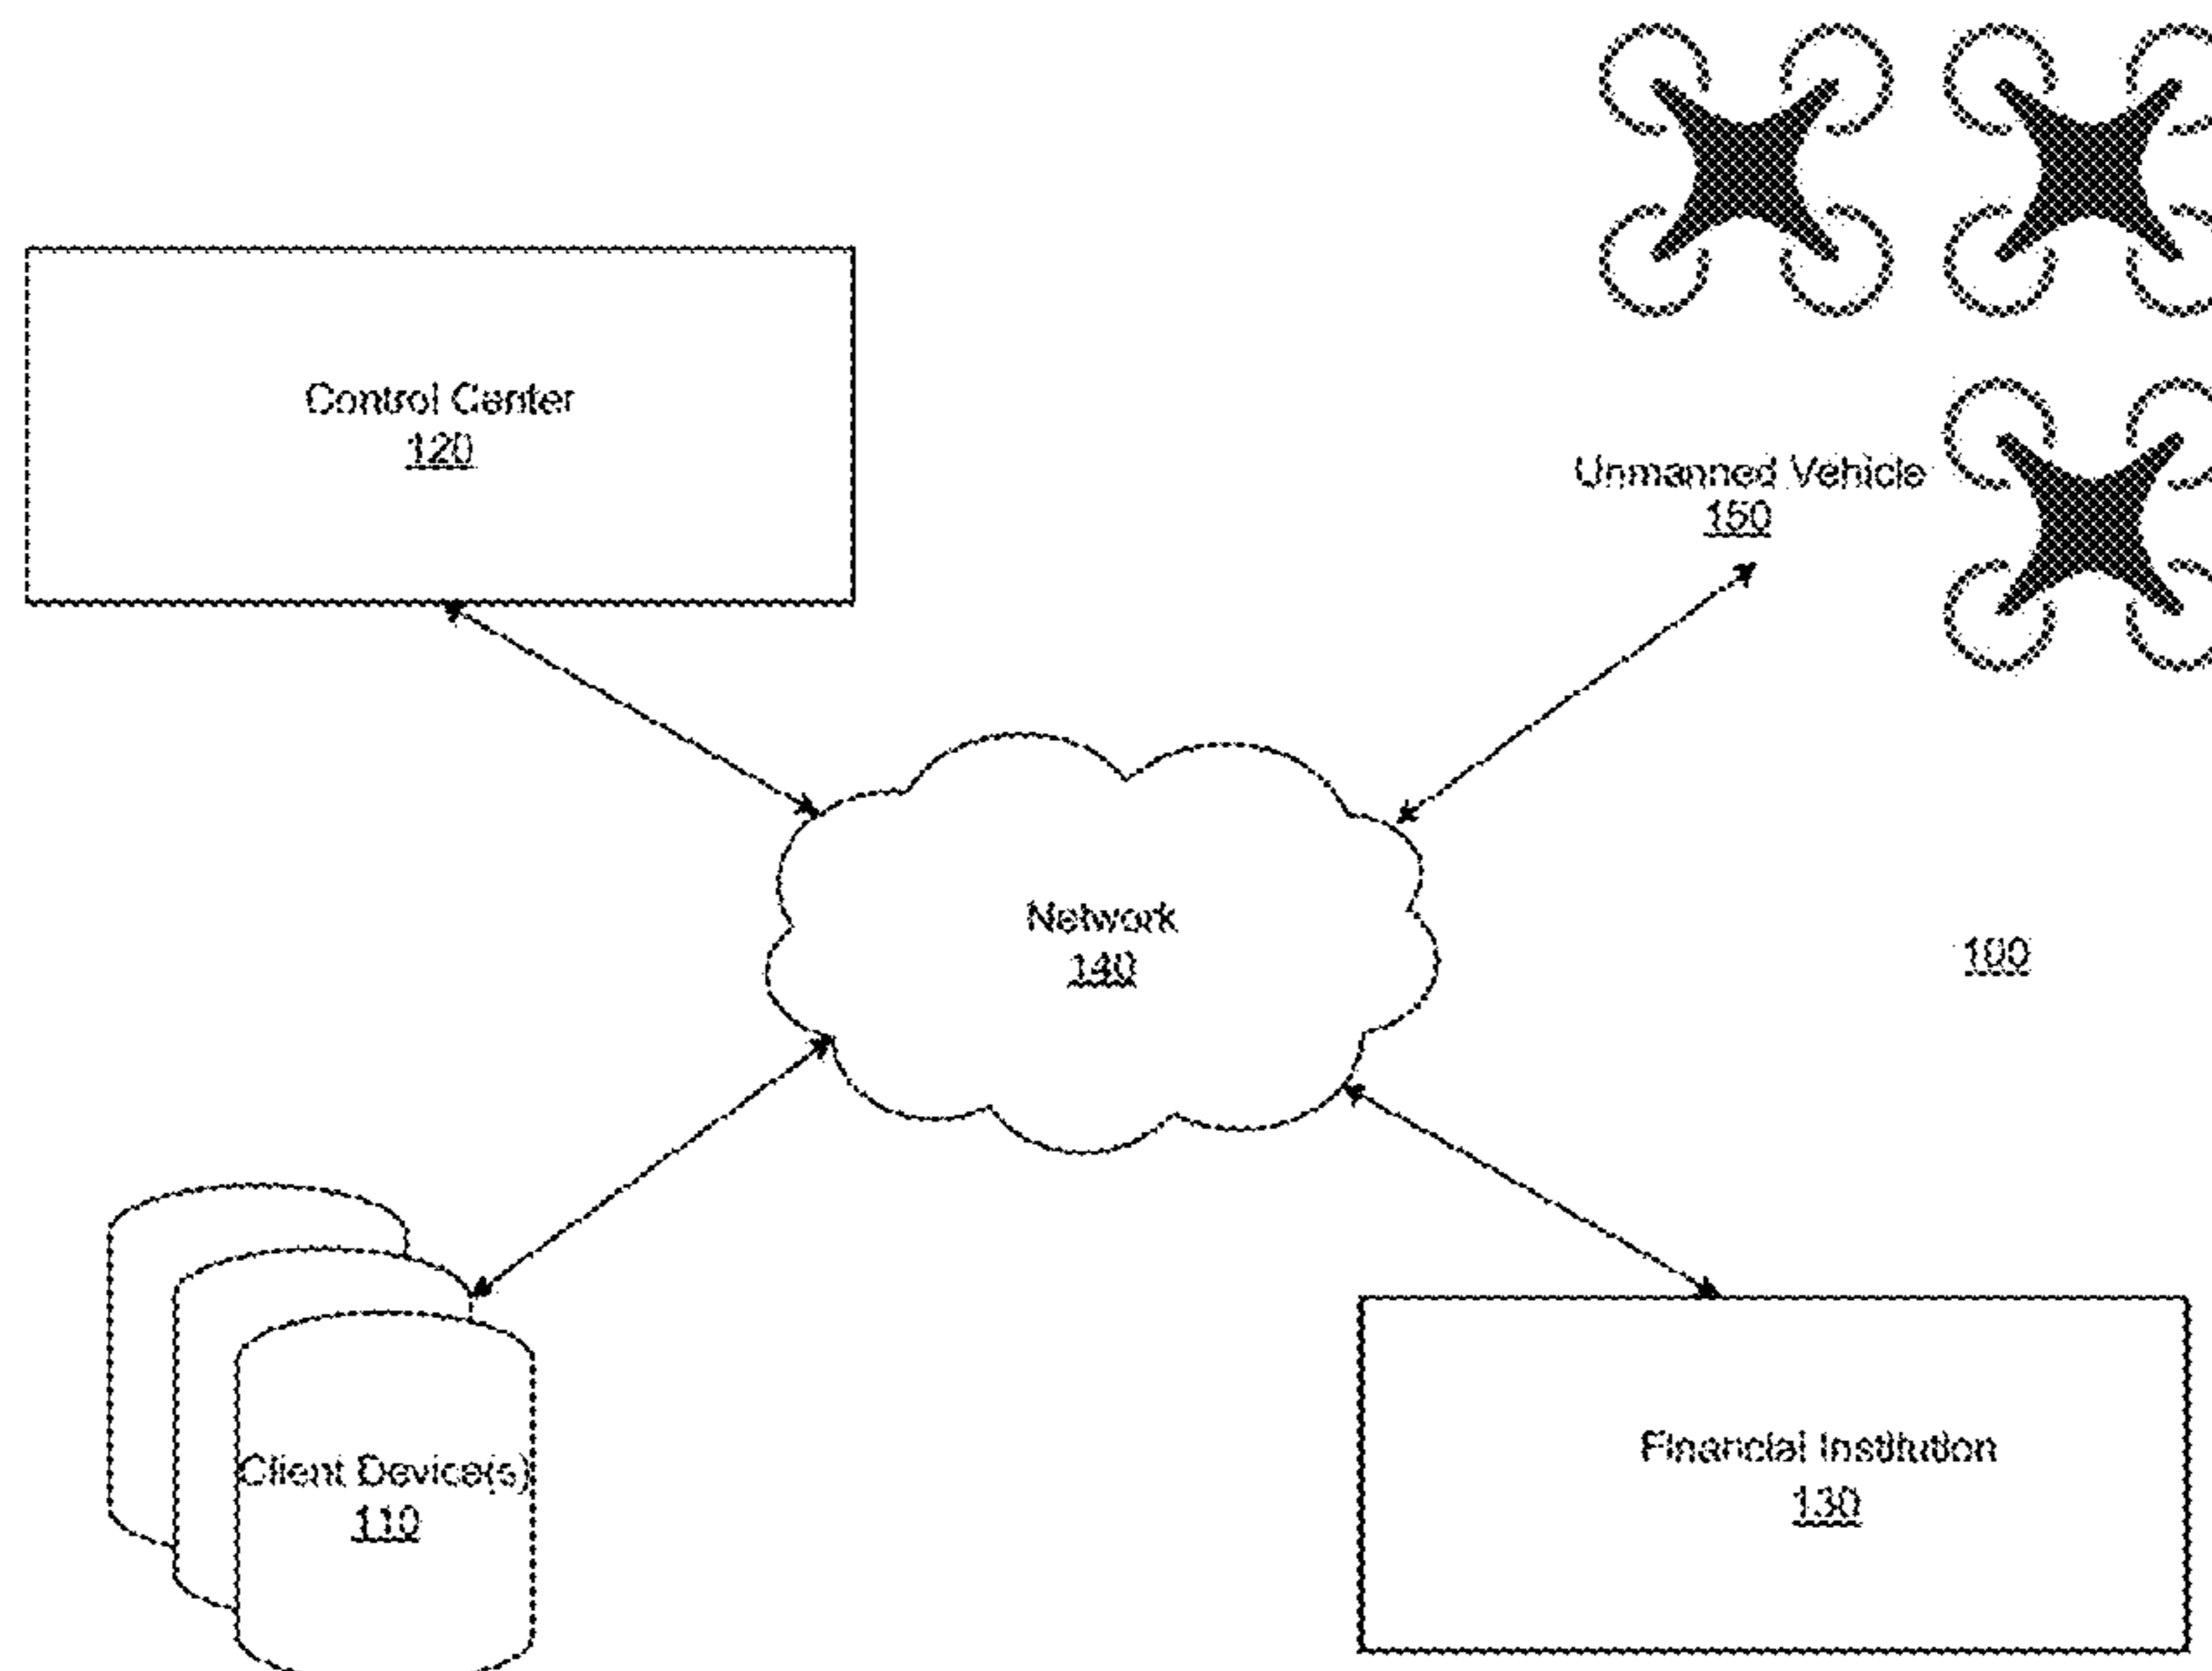 Control Center
120
Unmanned Vehicle
150
Network
140
100
Client Device(s)
110
Financial Institution
130